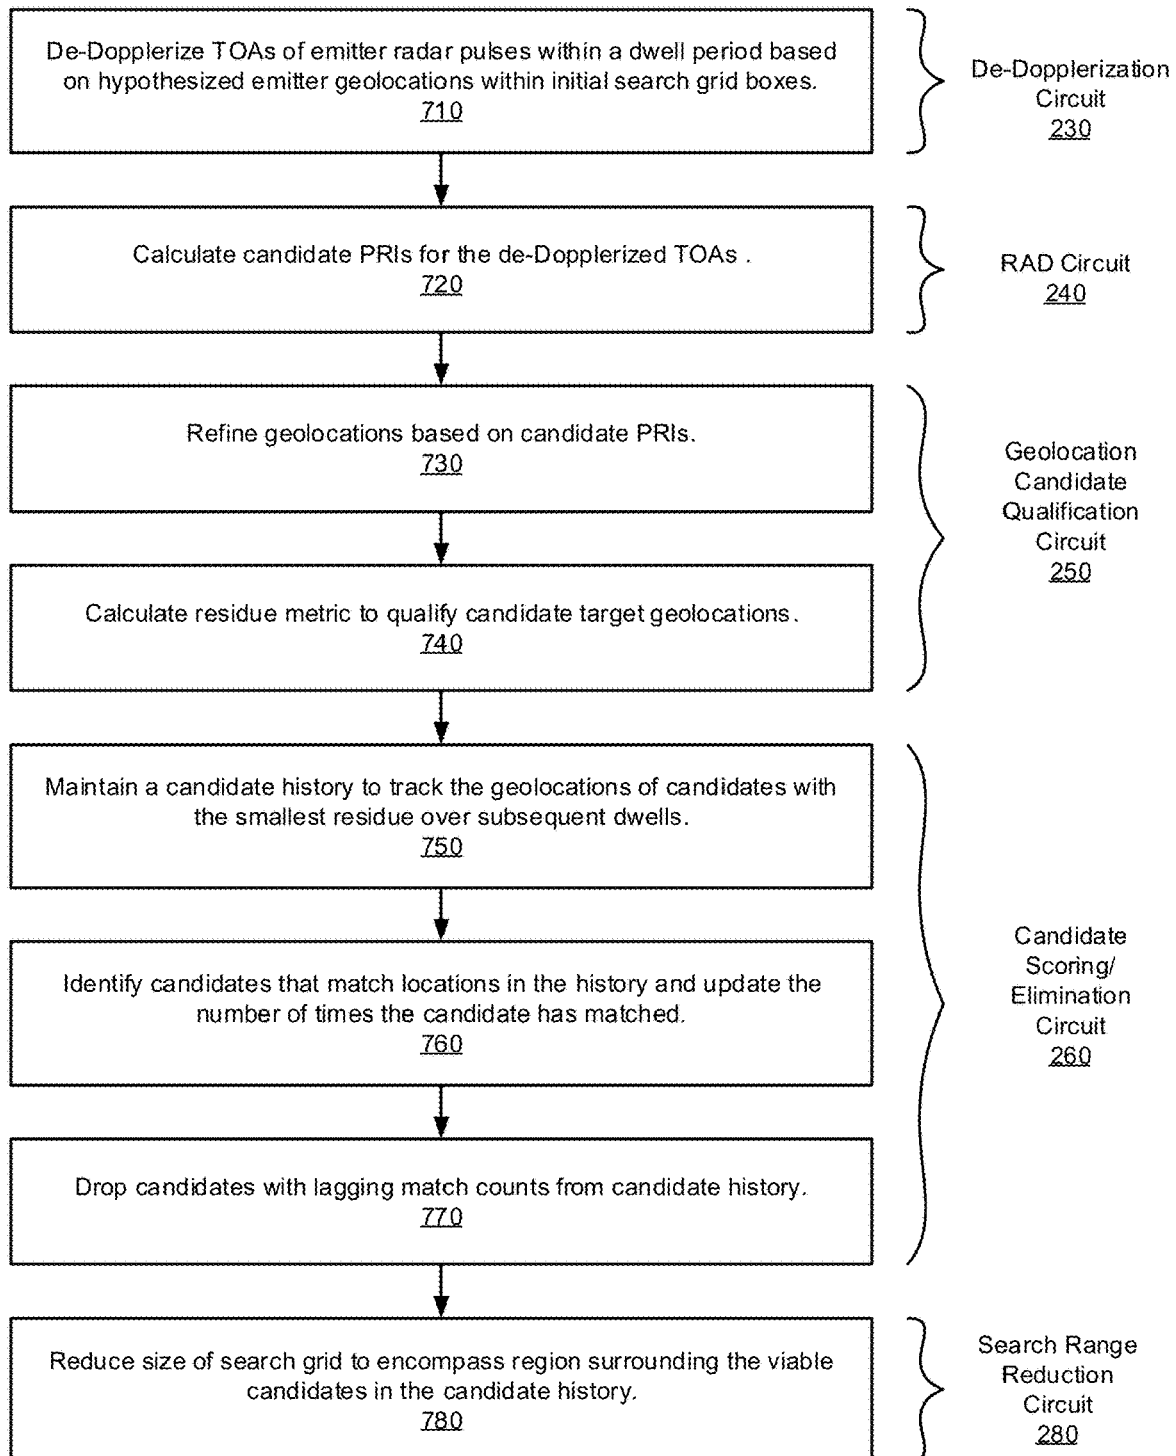 De-Dopplerize TOAs of emitter radar pulses within a dwell period based
on hypothesized emitter geolocations within initial search grid boxes.
710
De-Dopplerization
Circuit
230
Calculate candidate PRIs for the de-Dopplerized TOAs .
720
RAD Circuit
240
Refine geolocations based on candidate PRIs.
730
Calculate residue metric to qualify candidate target geolocations.
740
Geolocation
Candidate
Qualification
Circuit
250
Maintain a candidate history to track the geolocations of candidates with
the smallest residue over subsequent dwells.
750
Identify candidates that match locations in the history and update the
number of times the candidate has matched.
760
Drop candidates with lagging match counts from candidate history.
770
Candidate
Scoring/
Elimination
Circuit
260
Reduce size of search grid to encompass region surrounding the viable
candidates in the candidate history.
780
Search Range
Reduction
Circuit
280